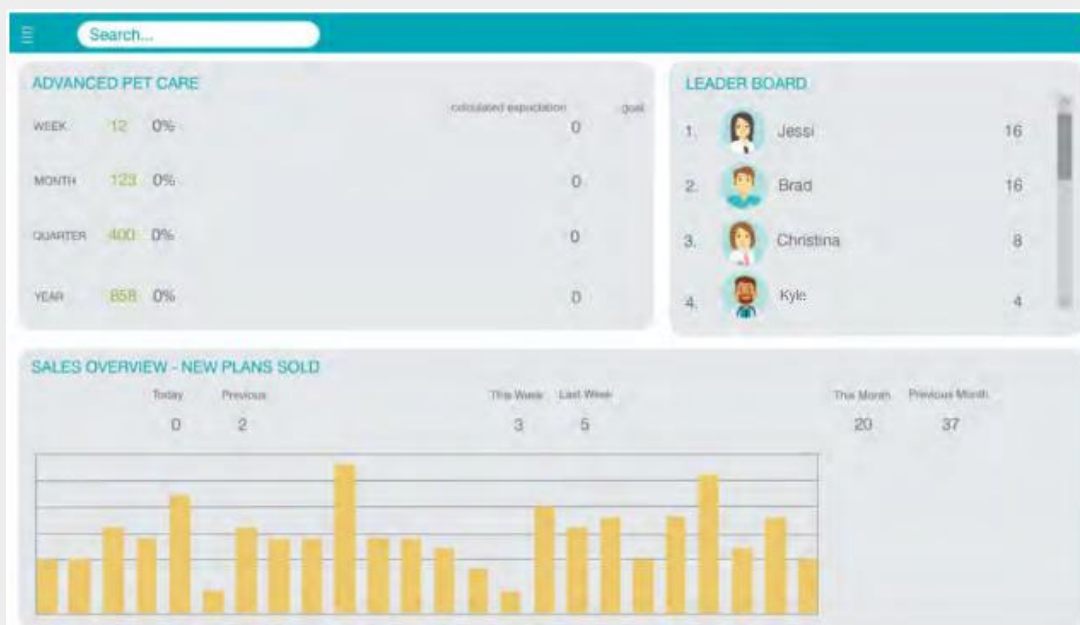 Search...
ADVANCED PET CARE
calculated expectation goal
WEEK 12 0% 0
MONTH 123 0% 0
QUARTER 400 0% 0
YEAR 858 0% 0
LEADER BOARD
1. Jessi 16
2. Brad 16
3. Christina 8
4. Kyle 4
SALES OVERVIEW - NEW PLANS SOLD
Today Previous This Week Last Week This Month Previous Month
0 2 3 5 20 37